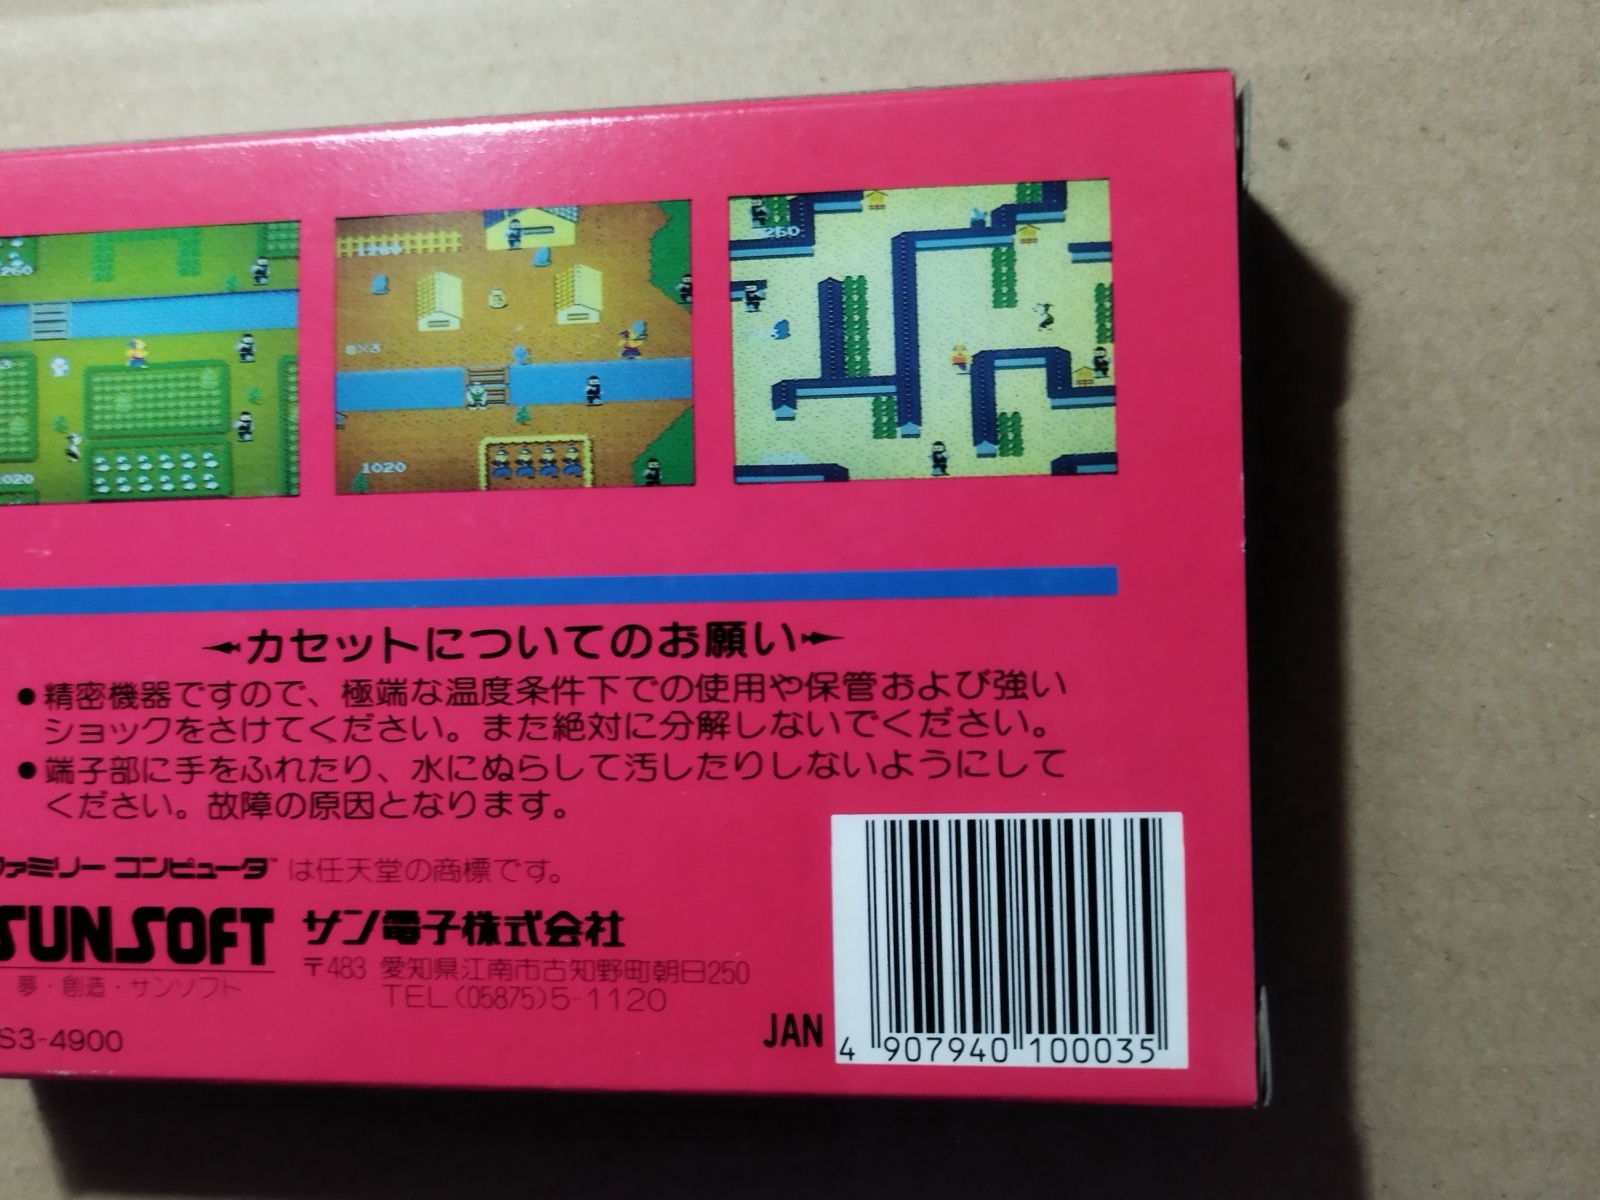 1260
1260
1260
0×3
1020
1020
カセットについてのお願い
●精密機器ですので、極端な温度条件下での使用や保管および強い
ショックをさけてください。また絶対に分解しないでください。
●端子部に手をふれたり、水にぬらして汚したりしないようにして
ください。故障の原因となります。
ファミリー コンピュータ™ は任天堂の商標です。
SUNSOFT サン電子株式会社
夢・創造・サンソフト
〒483 愛知県江南市古知野町朝日250
TEL(05875)5-1120
S3-4900
JAN
4 907940 100035